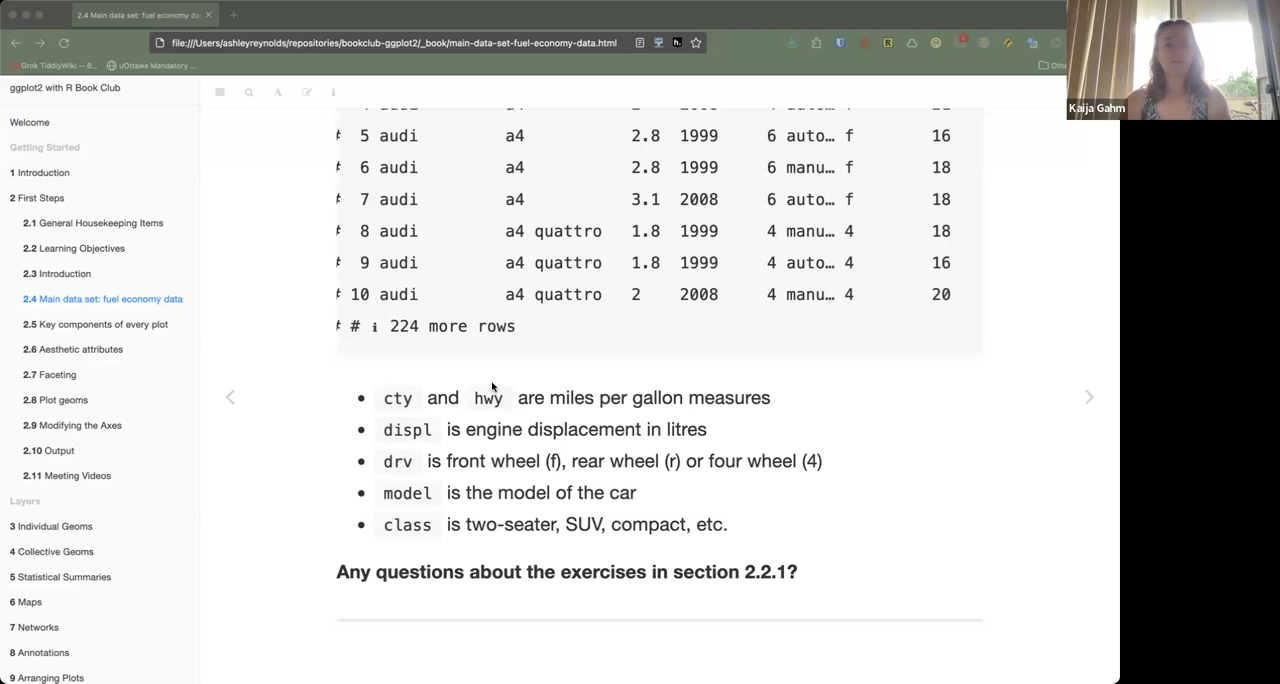 2.4 Main data set: fuel economy da
file:///Users/ashleyreynolds/repositories/bookclub-ggplot2/_book/main-data-set-fuel-economy-data.html
Grok TiddlyWiki — B...
uOttawa Mandatory ...
Kaija Gahm
ggplot2 with R Book Club
Welcome
Getting Started
1 Introduction
2 First Steps
2.1 General Housekeeping Items
2.2 Learning Objectives
2.3 Introduction
2.4 Main data set: fuel economy data
2.5 Key components of every plot
2.6 Aesthetic attributes
2.7 Faceting
2.8 Plot geoms
2.9 Modifying the Axes
2.10 Output
2.11 Meeting Videos
Layers
3 Individual Geoms
4 Collective Geoms
5 Statistical Summaries
6 Maps
7 Networks
8 Annotations
9 Arranging Plots
# 5 audi a4 2.8 1999 6 auto… f 16
# 6 audi a4 2.8 1999 6 manu… f 18
# 7 audi a4 3.1 2008 6 auto… f 18
# 8 audi a4 quattro 1.8 1999 4 manu… 4 18
# 9 audi a4 quattro 1.8 1999 4 auto… 4 16
# 10 audi a4 quattro 2 2008 4 manu… 4 20
# # ℹ 224 more rows
• cty and hwy are miles per gallon measures
• displ is engine displacement in litres
• drv is front wheel (f), rear wheel (r) or four wheel (4)
• model is the model of the car
• class is two-seater, SUV, compact, etc.
Any questions about the exercises in section 2.2.1?